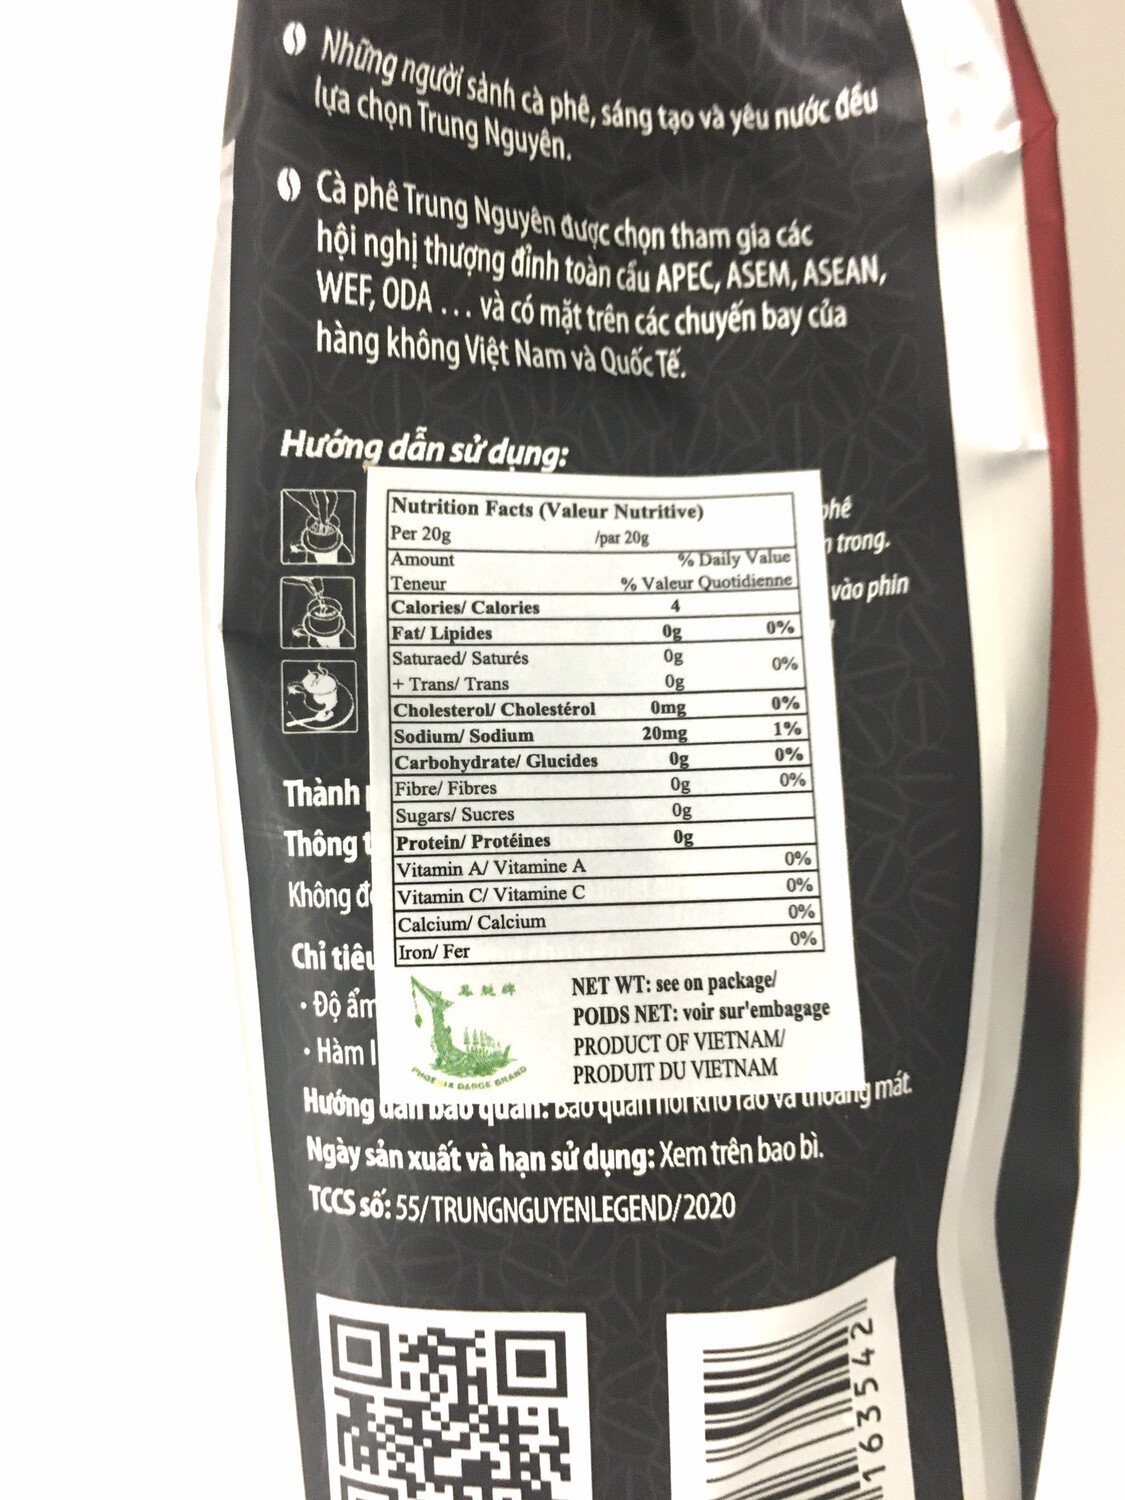 Những người sành cà phê, sáng tạo và yêu nước đều
lựa chọn Trung Nguyên.
Cà phê Trung Nguyên được chọn tham gia các
hội nghị thượng đỉnh toàn cầu APEC, ASEM, ASEAN,
WEF, ODA ... và có mặt trên các chuyến bay của
hàng không Việt Nam và Quốc Tế.
Hướng dẫn sử dụng:
phê
trong.
vào phin
Nutrition Facts (Valeur Nutritive)
Per 20g /par 20g
Amount % Daily Value
Teneur % Valeur Quotidienne
Calories/ Calories 4
Fat/ Lipides 0g 0%
Saturaed/ Saturés 0g 0%
+ Trans/ Trans 0g
Cholesterol/ Cholestérol 0mg 0%
Sodium/ Sodium 20mg 1%
Carbohydrate/ Glucides 0g 0%
Fibre/ Fibres 0g 0%
Sugars/ Sucres 0g
Protein/ Protéines 0g
Vitamin A/ Vitamine A 0%
Vitamin C/ Vitamine C 0%
Calcium/ Calcium 0%
Iron/ Fer 0%
NET WT: see on package/
POIDS NET: voir sur'embagage
PRODUCT OF VIETNAM/
PRODUIT DU VIETNAM
BRAND
Thành
Thông
Không
Chỉ tiêu
• Độ ẩm
• Hàm
Hướng dẫn bảo quản: Bảo quản nơi khô ráo và thoáng mát.
Ngày sản xuất và hạn sử dụng: Xem trên bao bì.
TCCS số: 55/TRUNGNGUYENLEGEND/2020
163542